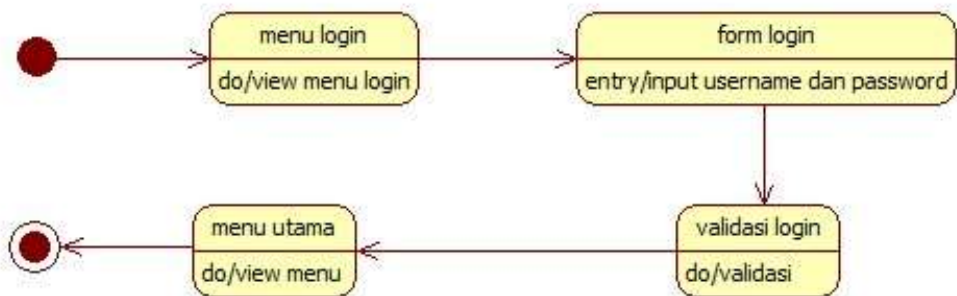 menu login
do/view menu login
form login
entry/input username dan password
menu utama
do/view menu
validasi login
do/validasi